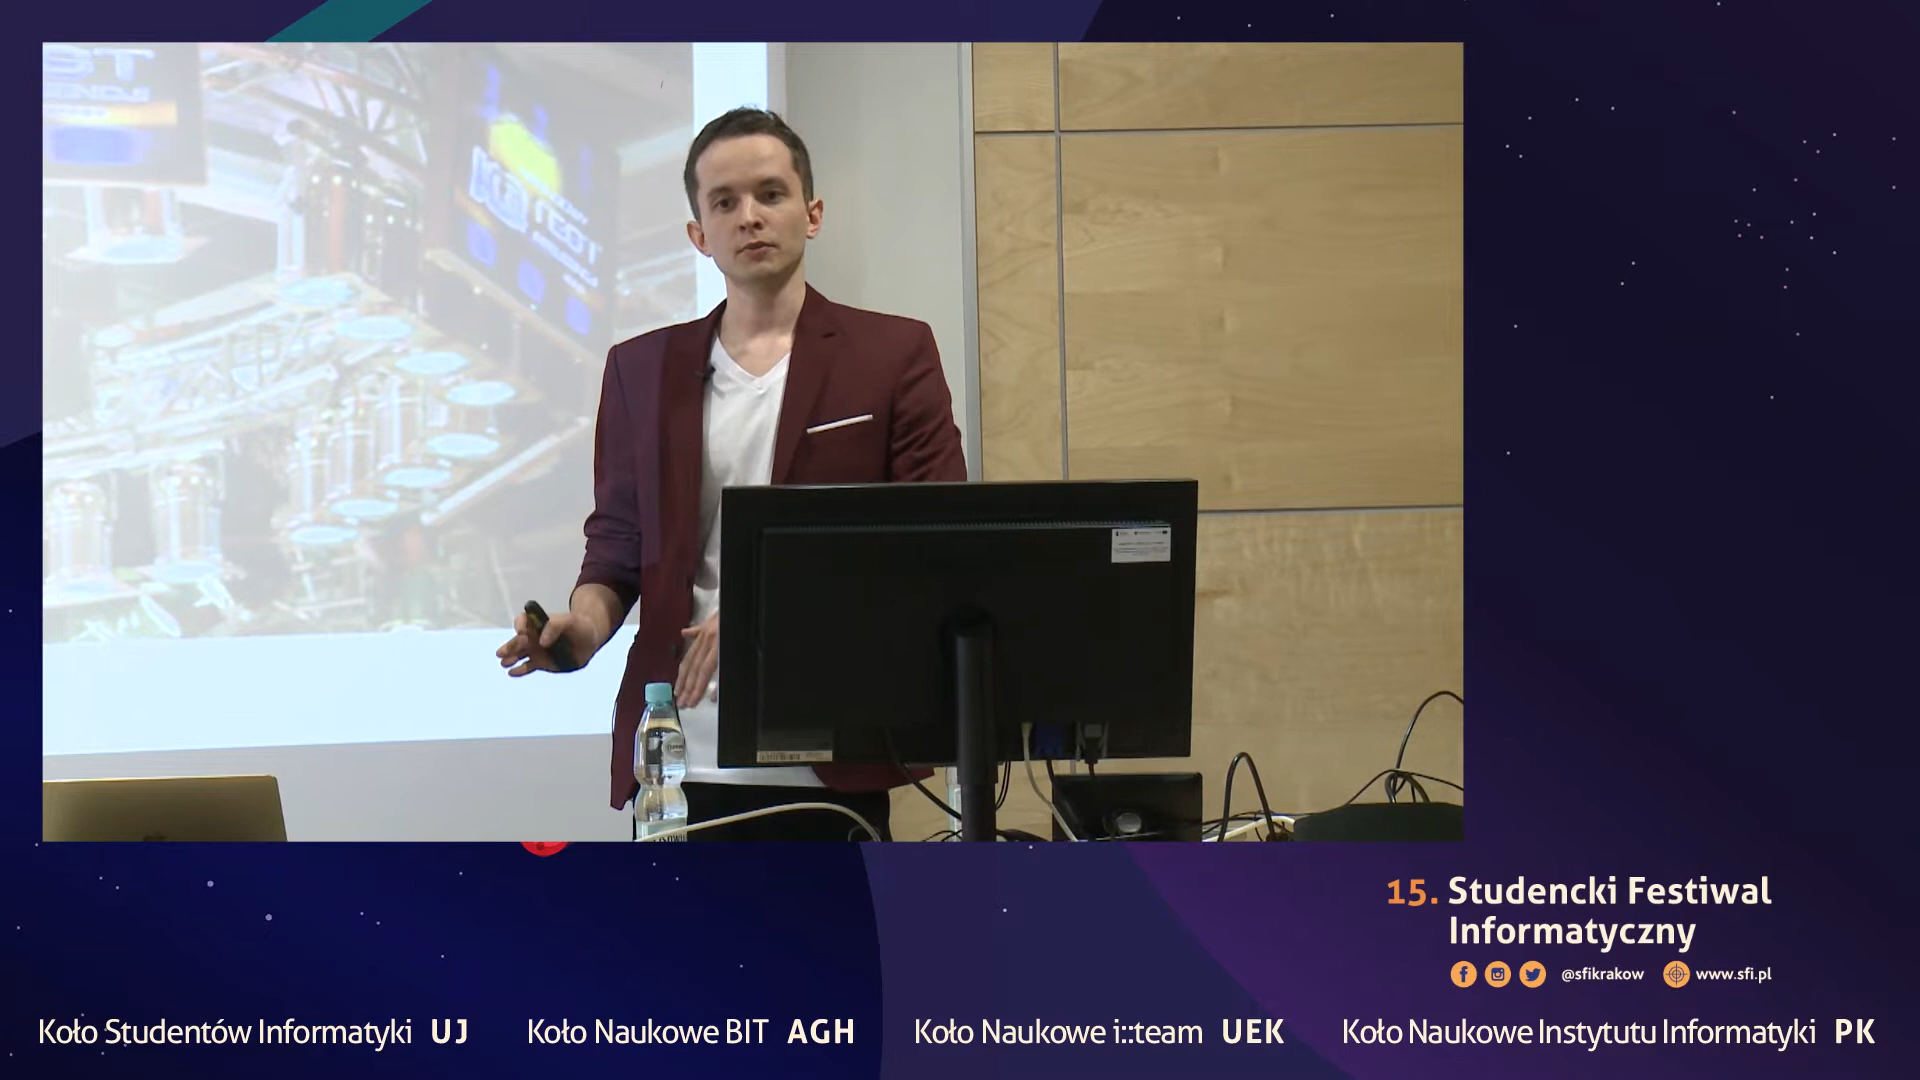 TEST
15. Studencki Festiwal
Informatyczny
@sfikrakow www.sfi.pl
Koło Studentów Informatyki UJ Koło Naukowe BIT AGH Koło Naukowe i::team UEK Koło Naukowe Instytutu Informatyki PK